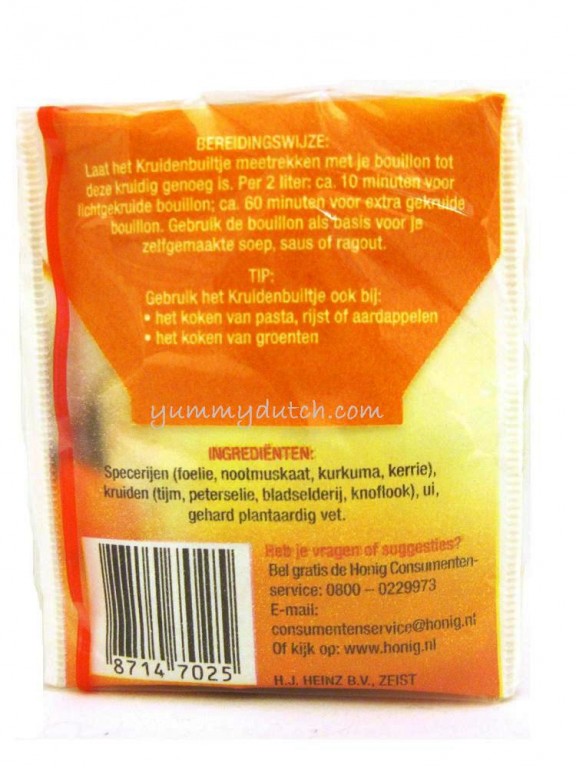 BEREIDINGSWIJZE:
Laat het Kruidenbuiltje meetrekken met je bouillon tot
deze kruidig genoeg is. Per 2 liter: ca. 10 minuten voor
lichtgekruide bouillon; ca. 60 minuten voor extra gekruide
bouillon. Gebruik de bouillon als basis voor je
zelfgemaakte soep, saus of ragout.
TIP:
Gebruik het Kruidenbuiltje ook bij:
• het koken van pasta, rijst of aardappelen
• het koken van groenten
yummydutch.com
INGREDIËNTEN:
Specerijen (foelie, nootmuskaat, kurkuma, kerrie),
kruiden (tijm, peterselie, bladselderij, knoflook), ui,
gehard plantaardig vet.
Heb je vragen of suggesties?
Bel gratis de Honig Consumenten-
service: 0800 – 0229973
E-mail:
consumentenservice@honig.nl
Of kijk op: www.honig.nl
H.J. HEINZ B.V., ZEIST
8714 7025